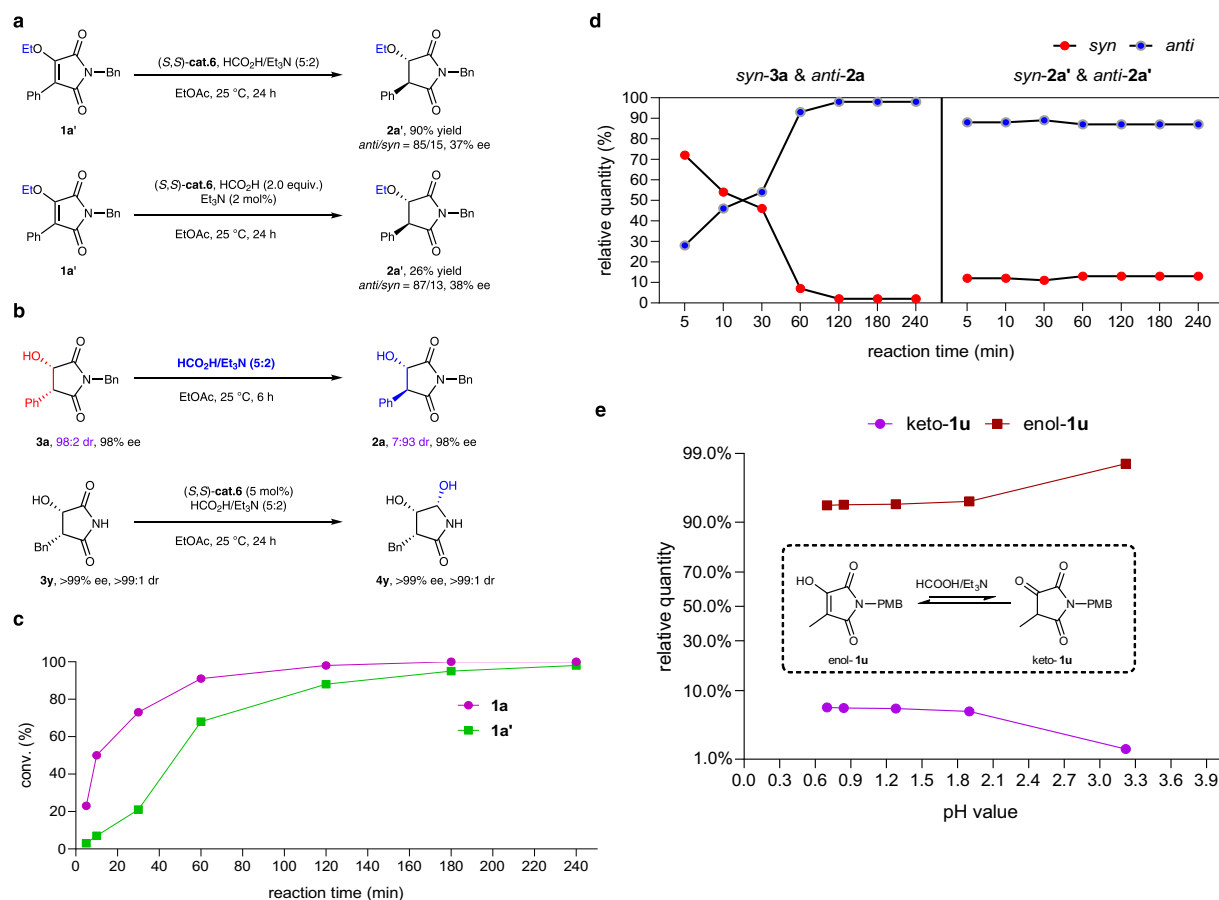 a
EtO
O
N
Bn
Ph
O
1a'
(S,S)-cat.6, HCO2H/Et3N (5:2)
EtOAc, 25 °C, 24 h
EtO
O
N
Bn
Ph
O
2a', 90% yield
anti/syn = 85/15, 37% ee
EtO
O
N
Bn
Ph
O
1a'
(S,S)-cat.6, HCO2H (2.0 equiv.)
Et3N (2 mol%)
EtOAc, 25 °C, 24 h
EtO
O
N
Bn
Ph
O
2a', 26% yield
anti/syn = 87/13, 38% ee
b
HO
O
N
Bn
Ph
O
3a, 98:2 dr, 98% ee
HCO2H/Et3N (5:2)
EtOAc, 25 °C, 6 h
HO
O
N
Bn
Ph
O
2a, 7:93 dr, 98% ee
HO
O
NH
Bn
O
3y, >99% ee, >99:1 dr
(S,S)-cat.6 (5 mol%)
HCO2H/Et3N (5:2)
EtOAc, 25 °C, 24 h
OH
HO
NH
Bn
O
4y, >99% ee, >99:1 dr
c
conv. (%)
100
80
60
40
20
0
1a
1a'
0 20 40 60 80 100 120 140 160 180 200 220 240
reaction time (min)
d
syn anti
syn-3a & anti-2a syn-2a' & anti-2a'
relative quantity (%)
100
90
80
70
60
50
40
30
20
10
0
5 10 30 60 120 180 240 5 10 30 60 120 180 240
reaction time (min)
e
keto-1u enol-1u
relative quantity
99.0%
90.0%
70.0%
50.0%
30.0%
10.0%
1.0%
HO
O
N
PMB
O
enol-1u
HCOOH/Et3N
O
O
N
PMB
O
keto-1u
0.0 0.3 0.6 0.9 1.2 1.5 1.8 2.1 2.4 2.7 3.0 3.3 3.6 3.9
pH value